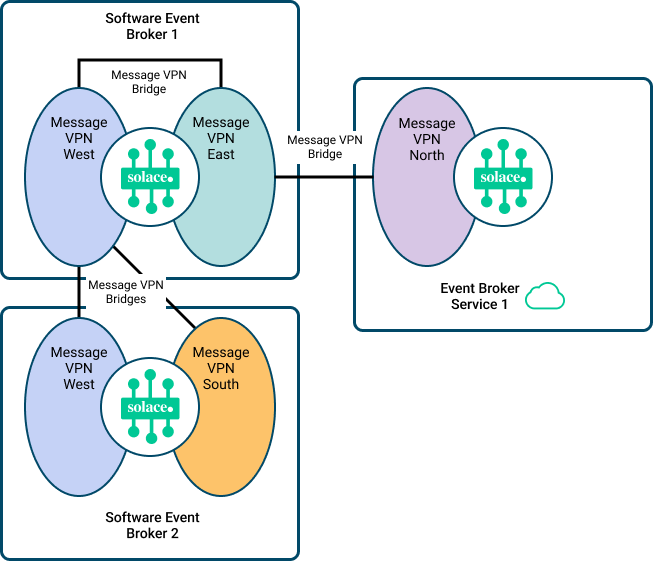 Software Event
Broker 1
Message VPN
Bridge
Message
VPN
West
Message
VPN
East
solace.
Message VPN
Bridge
Message
VPN
North
solace.
Event Broker
Service 1
Message VPN
Bridges
Message
VPN
West
Message
VPN
South
solace.
Software Event
Broker 2